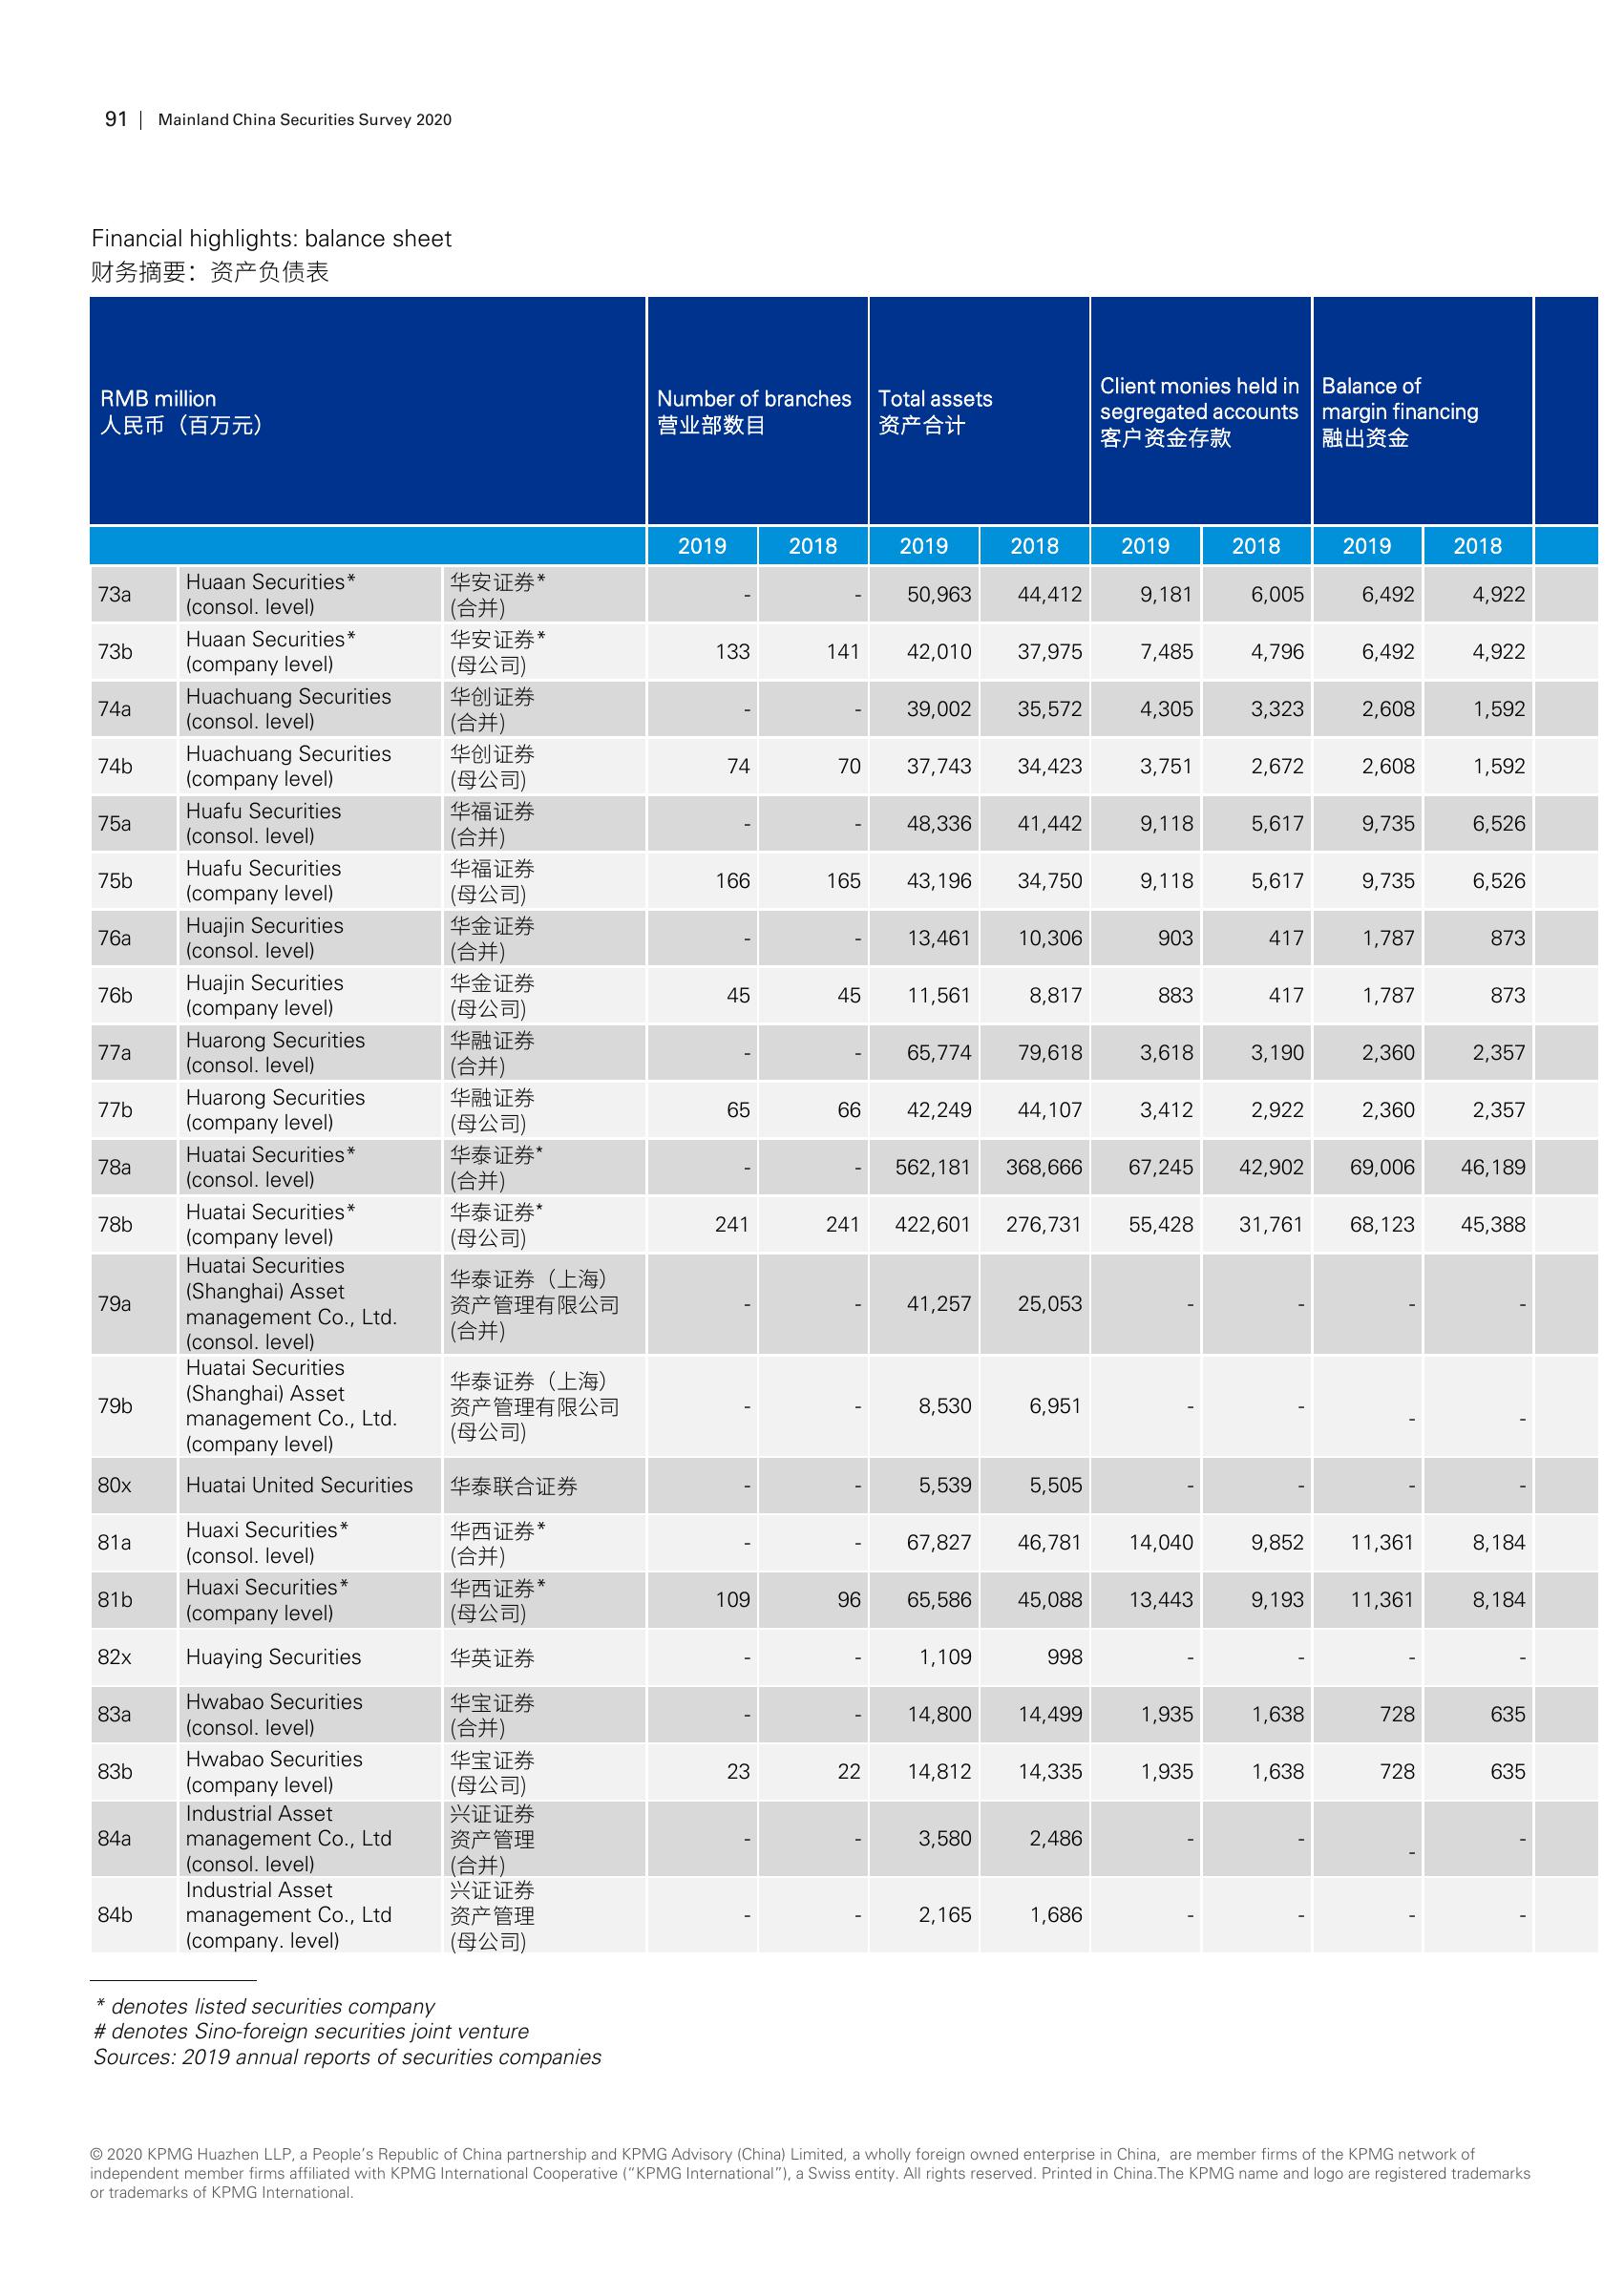 91 | Mainland China Securities Survey 2020
Financial highlights: balance sheet
财务摘要：资产负债表
RMB million
人民币（百万元）
Number of branches
营业部数目
Total assets
资产合计
Client monies held in
segregated accounts
客户资金存款
Balance of
margin financing
融出资金
2019 2018 2019 2018 2019 2018 2019 2018
73a Huaan Securities* (consol. level) 华安证券* (合并) - - 50,963 44,412 9,181 6,005 6,492 4,922
73b Huaan Securities* (company level) 华安证券* (母公司) 133 141 42,010 37,975 7,485 4,796 6,492 4,922
74a Huachuang Securities (consol. level) 华创证券 (合并) - - 39,002 35,572 4,305 3,323 2,608 1,592
74b Huachuang Securities (company level) 华创证券 (母公司) 74 70 37,743 34,423 3,751 2,672 2,608 1,592
75a Huafu Securities (consol. level) 华福证券 (合并) - - 48,336 41,442 9,118 5,617 9,735 6,526
75b Huafu Securities (company level) 华福证券 (母公司) 166 165 43,196 34,750 9,118 5,617 9,735 6,526
76a Huajin Securities (consol. level) 华金证券 (合并) - - 13,461 10,306 903 417 1,787 873
76b Huajin Securities (company level) 华金证券 (母公司) 45 45 11,561 8,817 883 417 1,787 873
77a Huarong Securities (consol. level) 华融证券 (合并) - - 65,774 79,618 3,618 3,190 2,360 2,357
77b Huarong Securities (company level) 华融证券 (母公司) 65 66 42,249 44,107 3,412 2,922 2,360 2,357
78a Huatai Securities* (consol. level) 华泰证券* (合并) - - 562,181 368,666 67,245 42,902 69,006 46,189
78b Huatai Securities* (company level) 华泰证券* (母公司) 241 241 422,601 276,731 55,428 31,761 68,123 45,388
79a Huatai Securities (Shanghai) Asset management Co., Ltd. (consol. level) 华泰证券（上海）资产管理有限公司 (合并) - - 41,257 25,053 - - - -
79b Huatai Securities (Shanghai) Asset management Co., Ltd. (company level) 华泰证券（上海）资产管理有限公司 (母公司) - - 8,530 6,951 - - - -
80x Huatai United Securities 华泰联合证券 - - 5,539 5,505 - - - -
81a Huaxi Securities* (consol. level) 华西证券* (合并) - - 67,827 46,781 14,040 9,852 11,361 8,184
81b Huaxi Securities* (company level) 华西证券* (母公司) 109 96 65,586 45,088 13,443 9,193 11,361 8,184
82x Huaying Securities 华英证券 - - 1,109 998 - - - -
83a Hwabao Securities (consol. level) 华宝证券 (合并) - - 14,800 14,499 1,935 1,638 728 635
83b Hwabao Securities (company level) 华宝证券 (母公司) 23 22 14,812 14,335 1,935 1,638 728 635
84a Industrial Asset management Co., Ltd (consol. level) 兴证证券 资产管理 (合并) - - 3,580 2,486 - - - -
84b Industrial Asset management Co., Ltd (company. level) 兴证证券 资产管理 (母公司) - - 2,165 1,686 - - - -
* denotes listed securities company
# denotes Sino-foreign securities joint venture
Sources: 2019 annual reports of securities companies
© 2020 KPMG Huazhen LLP, a People’s Republic of China partnership and KPMG Advisory (China) Limited, a wholly foreign owned enterprise in China, are member firms of the KPMG network of
independent member firms affiliated with KPMG International Cooperative (“KPMG International”), a Swiss entity. All rights reserved. Printed in China.The KPMG name and logo are registered trademarks
or trademarks of KPMG International.